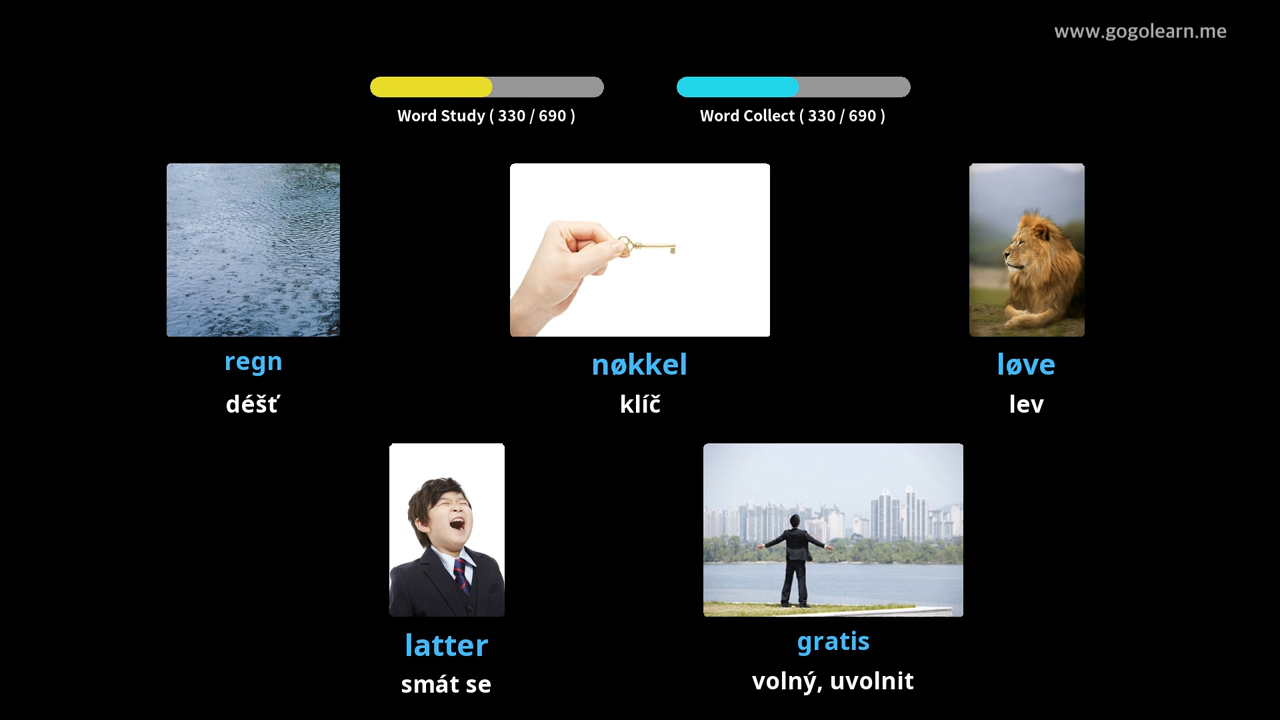 www.gogolearn.me
Word Study ( 330 / 690 )
Word Collect ( 330 / 690 )
regn
déšť
nøkkel
klíč
løve
lev
latter
smát se
gratis
volný, uvolnit